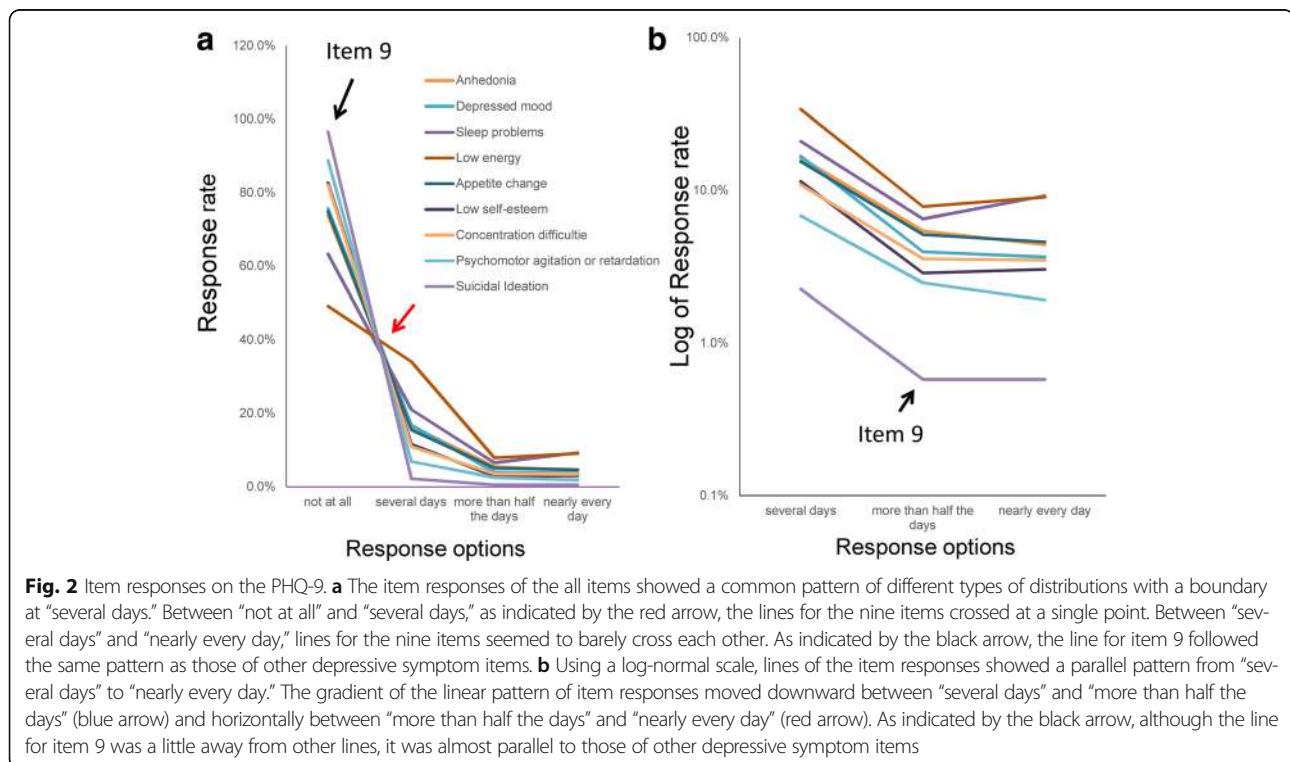 a
120.0%
100.0%
80.0%
60.0%
40.0%
20.0%
0.0%
Response rate
Item 9
Anhedonia
Depressed mood
Sleep problems
Low energy
Appetite change
Low self-esteem
Concentration difficultie
Psychomotor agitation or retardation
Suicidal Ideation
not at all
several days
more than half
the days
nearly every
day
Response options
b
100.0%
10.0%
1.0%
0.1%
Log of Response rate
Item 9
several days
more than half the
days
nearly every day
Response options
Fig. 2 Item responses on the PHQ-9. a The item responses of the all items showed a common pattern of different types of distributions with a boundary
at “several days.” Between “not at all” and “several days,” as indicated by the red arrow, the lines for the nine items crossed at a single point. Between “sev-
eral days” and “nearly every day,” lines for the nine items seemed to barely cross each other. As indicated by the black arrow, the line for item 9 followed
the same pattern as those of other depressive symptom items. b Using a log-normal scale, lines of the item responses showed a parallel pattern from “sev-
eral days” to “nearly every day.” The gradient of the linear pattern of item responses moved downward between “several days” and “more than half the
days” (blue arrow) and horizontally between “more than half the days” and “nearly every day” (red arrow). As indicated by the black arrow, although the line
for item 9 was a little away from other lines, it was almost parallel to those of other depressive symptom items